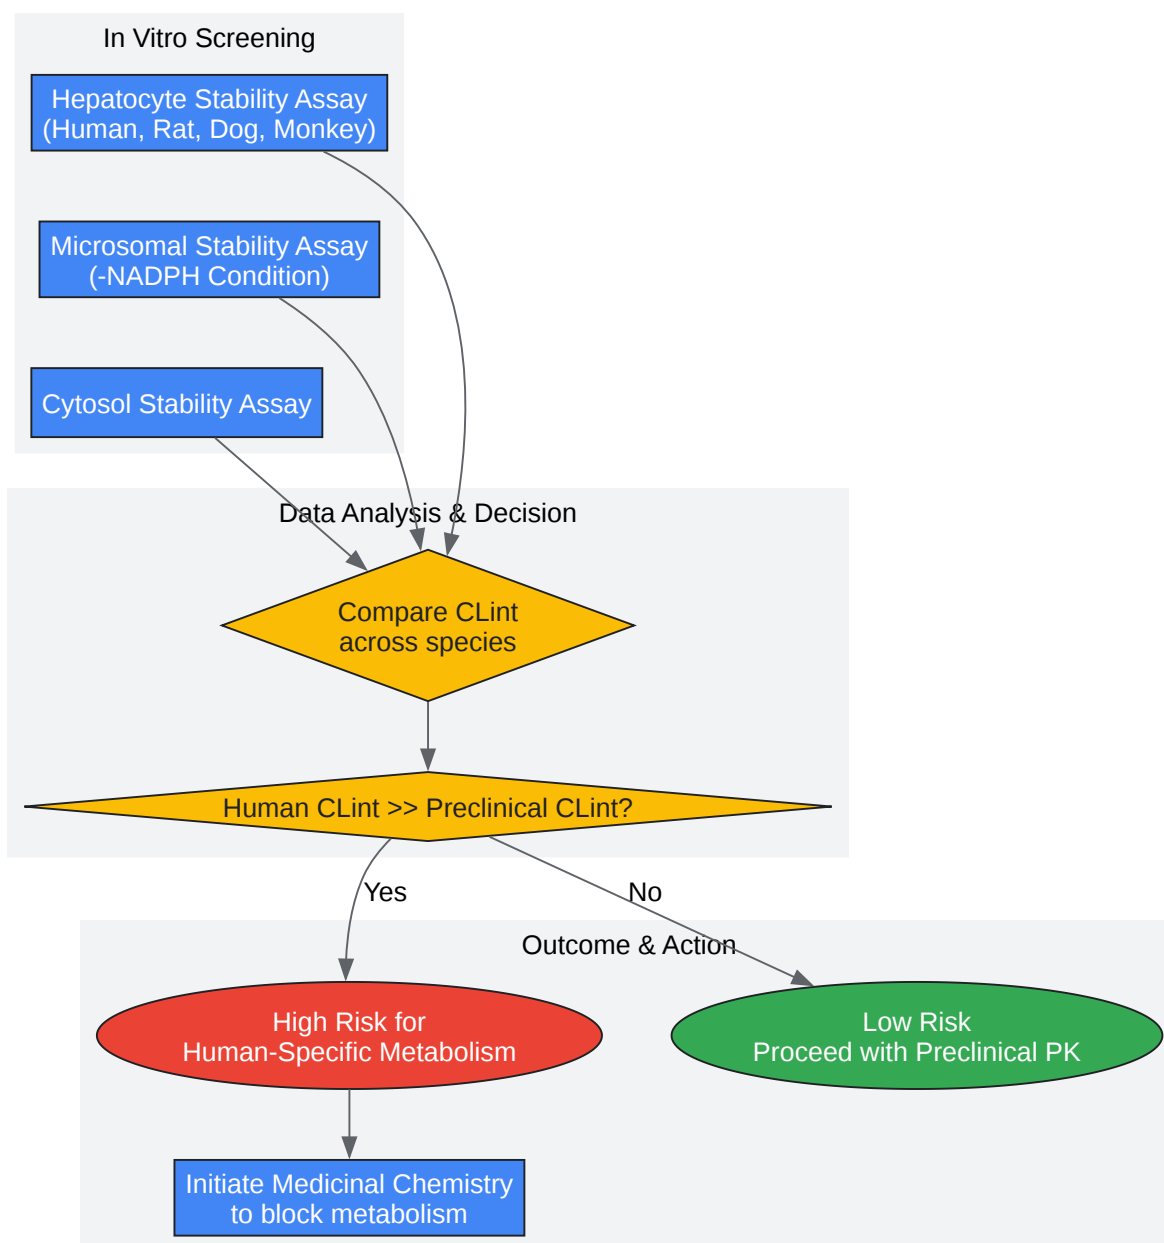 In Vitro Screening
Hepatocyte Stability Assay
(Human, Rat, Dog, Monkey)
Microsomal Stability Assay
(-NADPH Condition)
Cytosol Stability Assay
Data Analysis & Decision
Compare CLint
across species
Human CLint >> Preclinical CLint?
Yes
No
Outcome & Action
High Risk for
Human-Specific Metabolism
Low Risk
Proceed with Preclinical PK
Initiate Medicinal Chemistry
to block metabolism